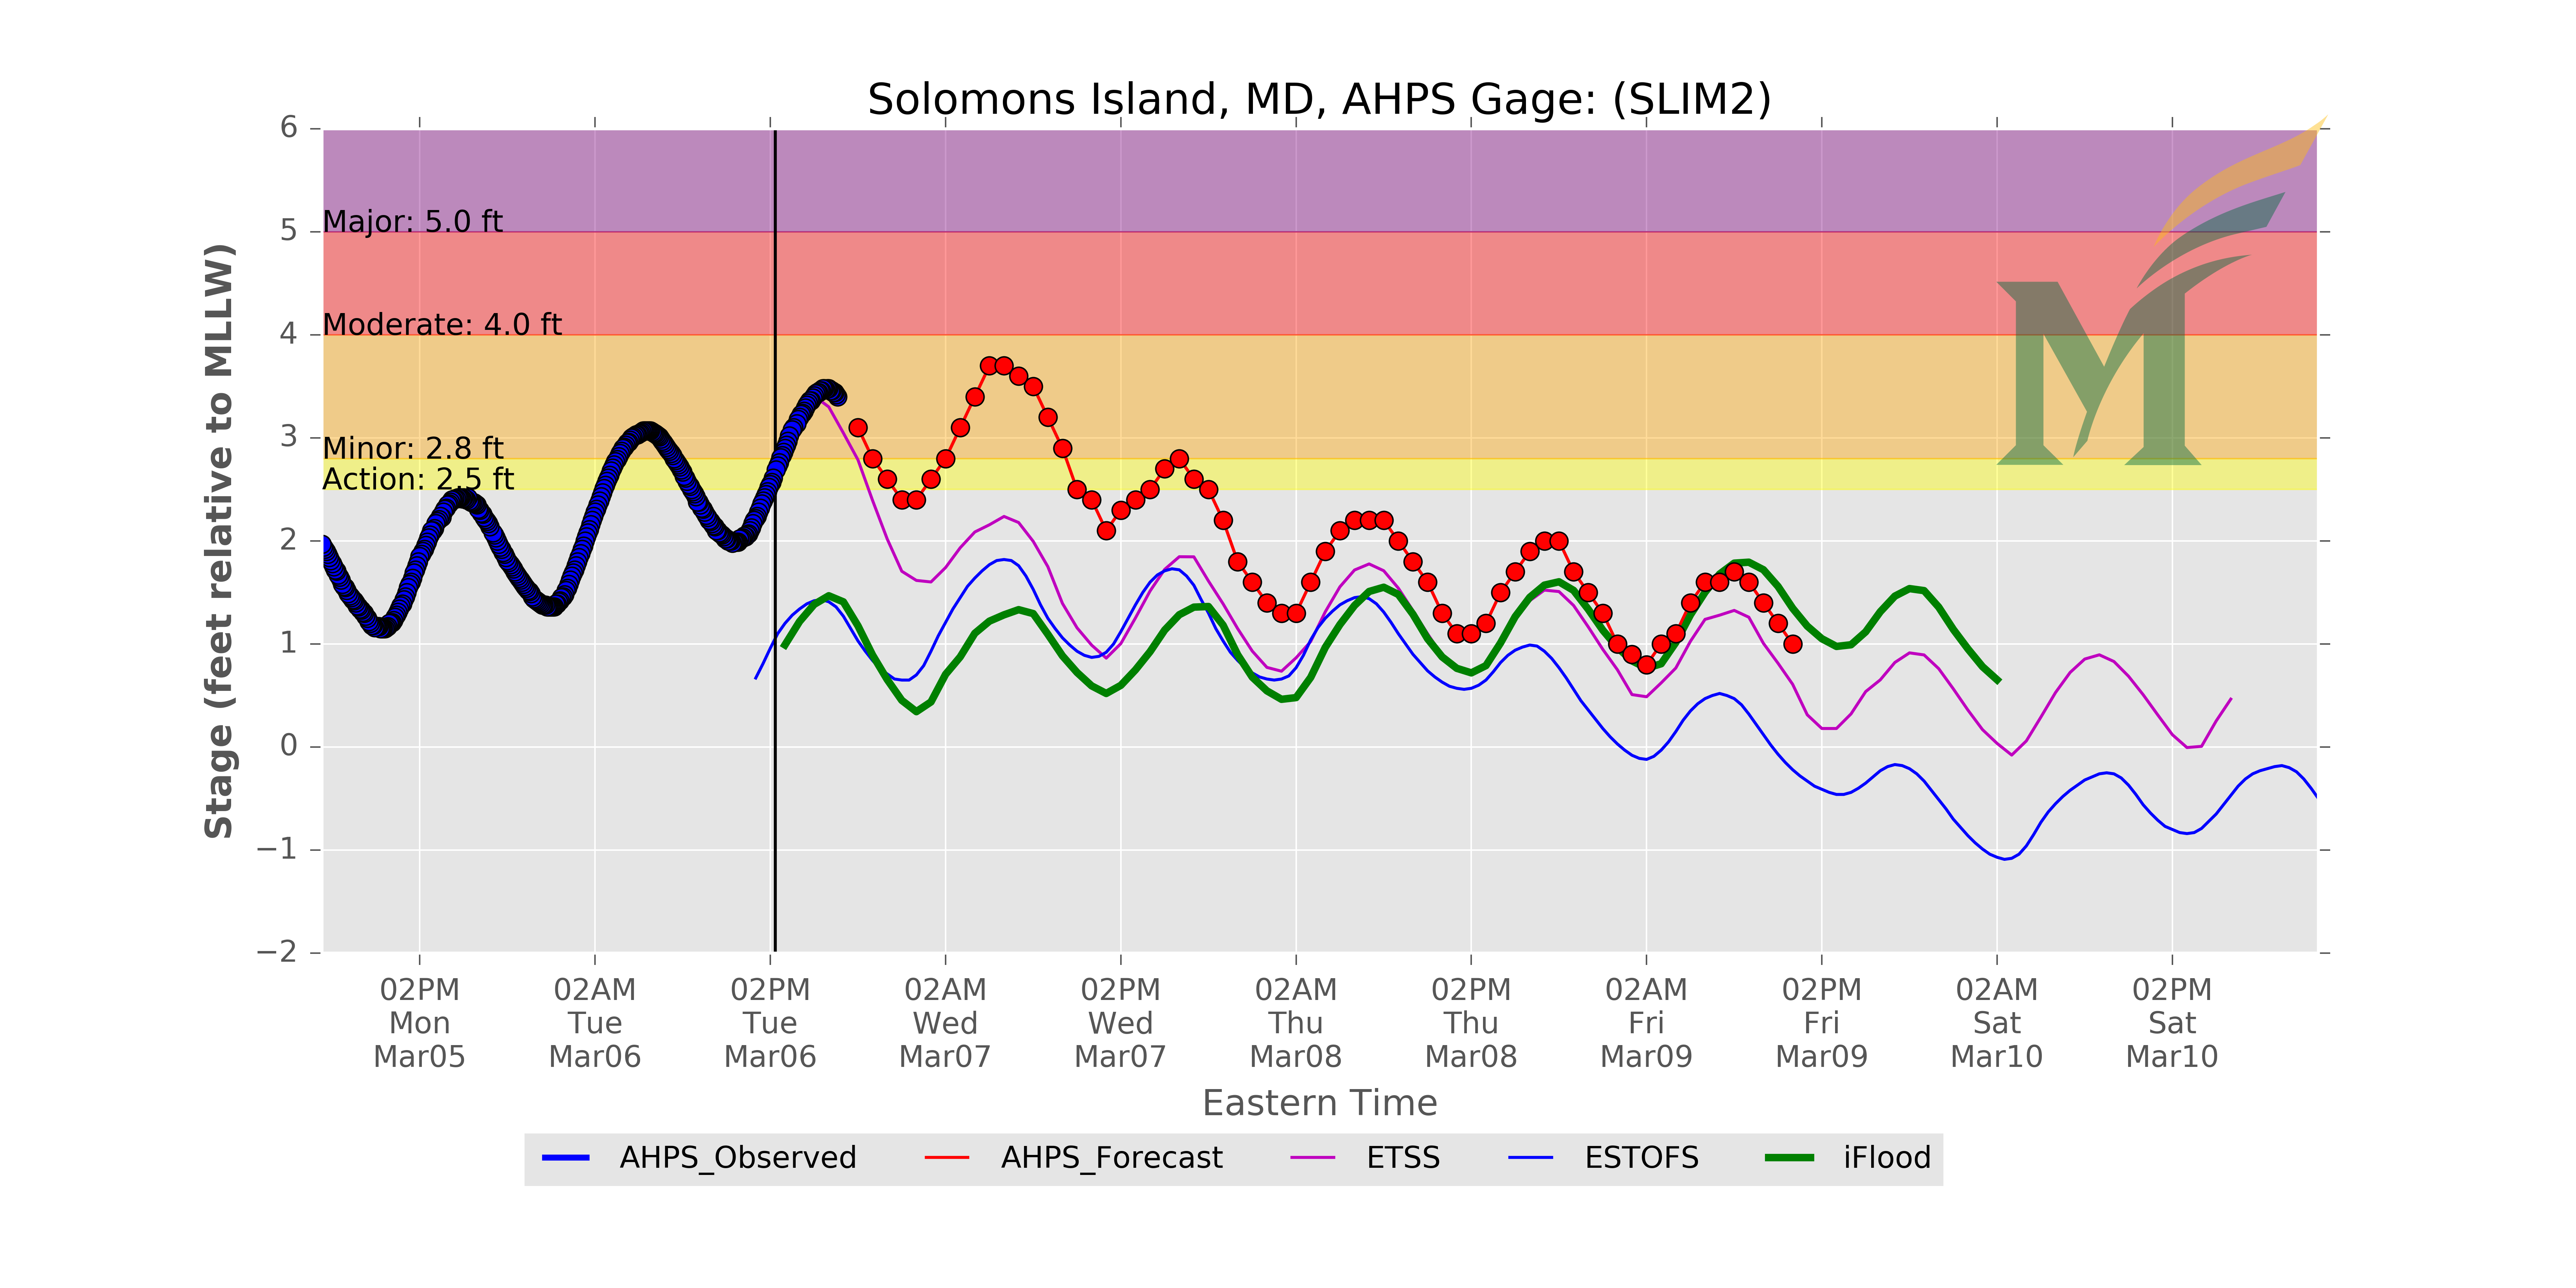 Solomons Island, MD, AHPS Gage: (SLIM2)
Stage (feet relative to MLLW)
6
5
4
3
2
1
0
−1
−2
Major: 5.0 ft
Moderate: 4.0 ft
Minor: 2.8 ft
Action: 2.5 ft
M
02PM Mon Mar05
02AM Tue Mar06
02PM Tue Mar06
02AM Wed Mar07
02PM Wed Mar07
02AM Thu Mar08
02PM Thu Mar08
02AM Fri Mar09
02PM Fri Mar09
02AM Sat Mar10
02PM Sat Mar10
Eastern Time
AHPS_Observed
AHPS_Forecast
ETSS
ESTOFS
iFlood